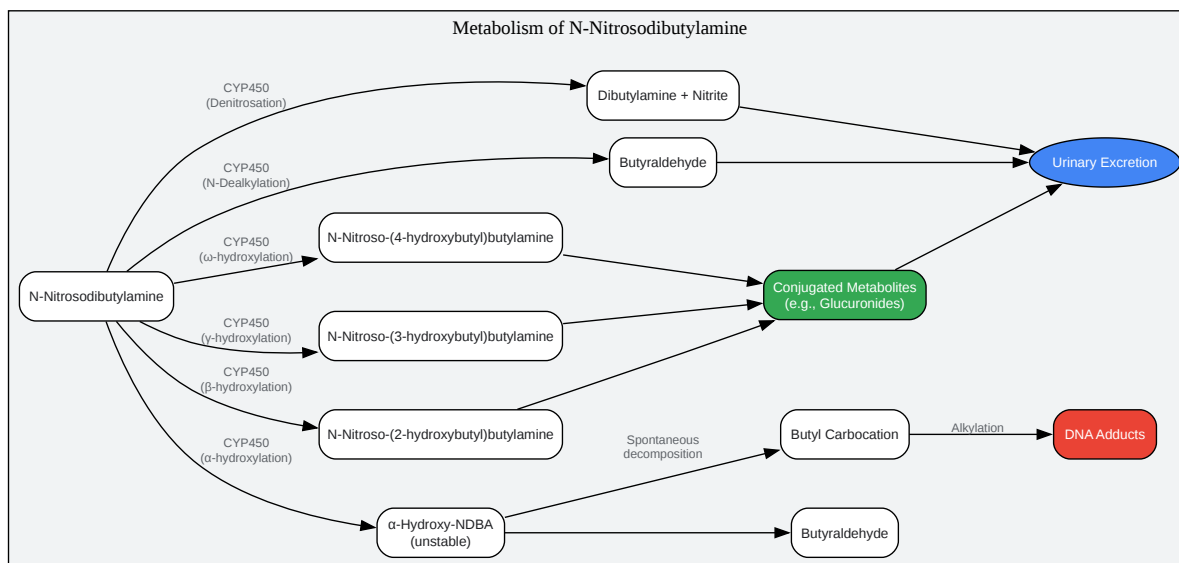 Metabolism of N-Nitrosodibutylamine
CYP450
(Denitrosation)
Dibutylamine + Nitrite
CYP450
(N-Dealkylation)
Butyraldehyde
Urinary Excretion
CYP450
(ω-hydroxylation)
N-Nitroso-(4-hydroxybutyl)butylamine
N-Nitrosodibutylamine
Conjugated Metabolites
(e.g., Glucuronides)
CYP450
(γ-hydroxylation)
N-Nitroso-(3-hydroxybutyl)butylamine
CYP450
(β-hydroxylation)
N-Nitroso-(2-hydroxybutyl)butylamine
CYP450
(α-hydroxylation)
Spontaneous
decomposition
Butyl Carbocation
Alkylation
DNA Adducts
α-Hydroxy-NDBA
(unstable)
Butyraldehyde